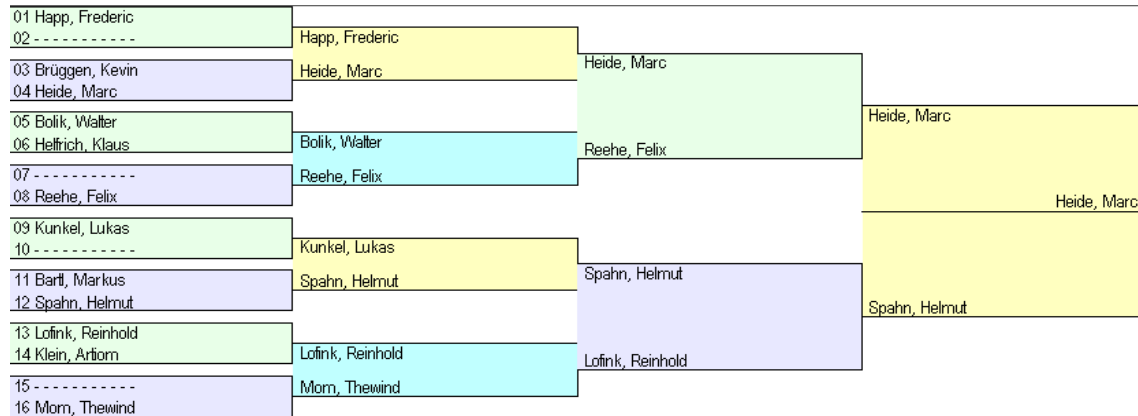 01 Happ, Frederic
02 - - - - - - - - - - -
03 Brüggen, Kevin
04 Heide, Marc
05 Bolik, Walter
06 Helfrich, Klaus
07 - - - - - - - - - - -
08 Reehe, Felix
09 Kunkel, Lukas
10 - - - - - - - - - - -
11 Bartl, Markus
12 Spahn, Helmut
13 Lofink, Reinhold
14 Klein, Artiom
15 - - - - - - - - - - -
16 Morn, Thewind
Happ, Frederic
Heide, Marc
Bolik, Walter
Reehe, Felix
Kunkel, Lukas
Spahn, Helmut
Lofink, Reinhold
Morn, Thewind
Heide, Marc
Reehe, Felix
Spahn, Helmut
Lofink, Reinhold
Heide, Marc
Spahn, Helmut
Heide, Marc